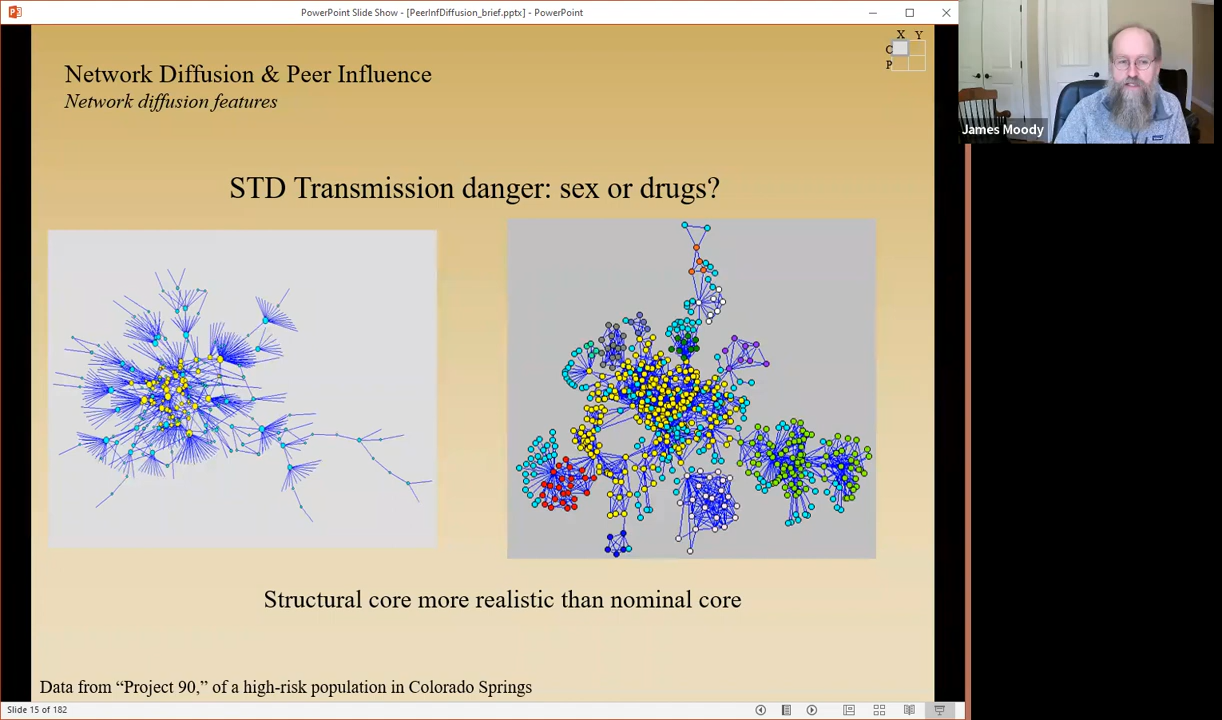 PowerPoint Slide Show - [PeerInfDiffusion_brief.pptx] - PowerPoint
X Y
C
P
Network Diffusion & Peer Influence
Network diffusion features
James Moody
STD Transmission danger: sex or drugs?
Structural core more realistic than nominal core
Data from “Project 90,” of a high-risk population in Colorado Springs
Slide 15 of 182